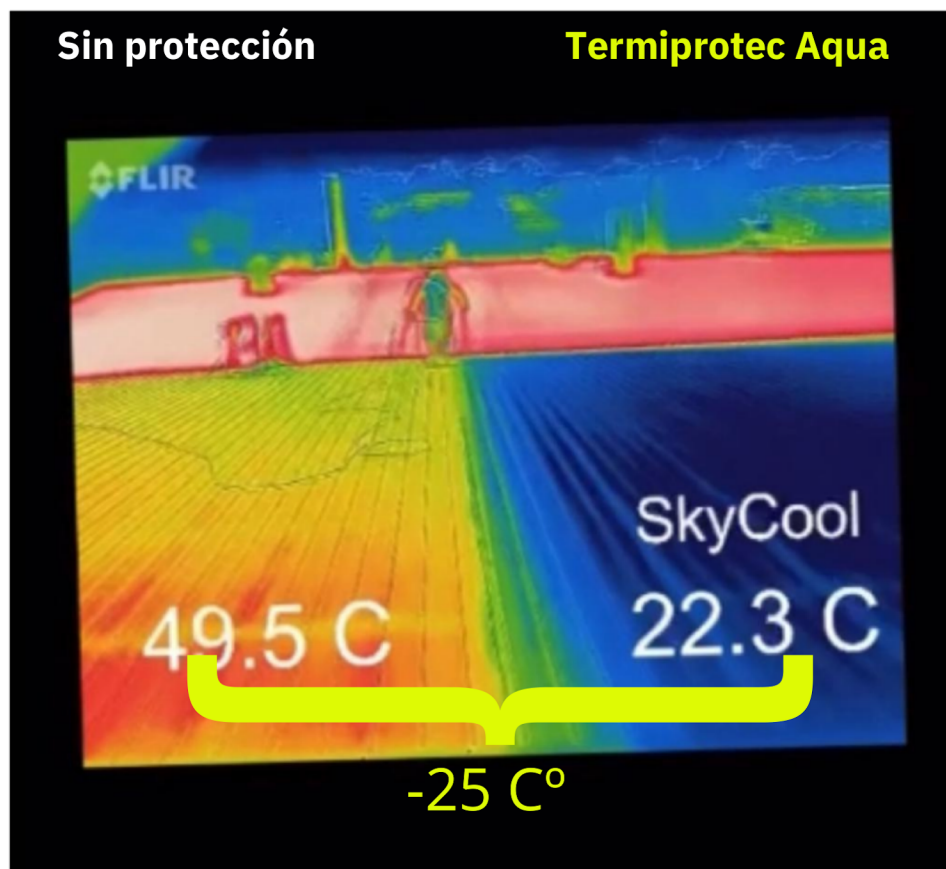 Sin protección
Termiprotec Aqua
FLIR
SkyCool
49.5 C
22.3 C
-25 Cº